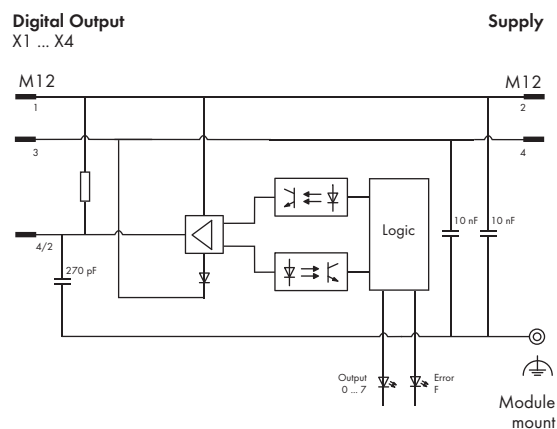 Digital Output
Supply
X1 ... X4
M12
M12
1
2
3
4
4/2
270 pF
Logic
10 nF
10 nF
Output
0 ... 7
Error
F
Module
mount